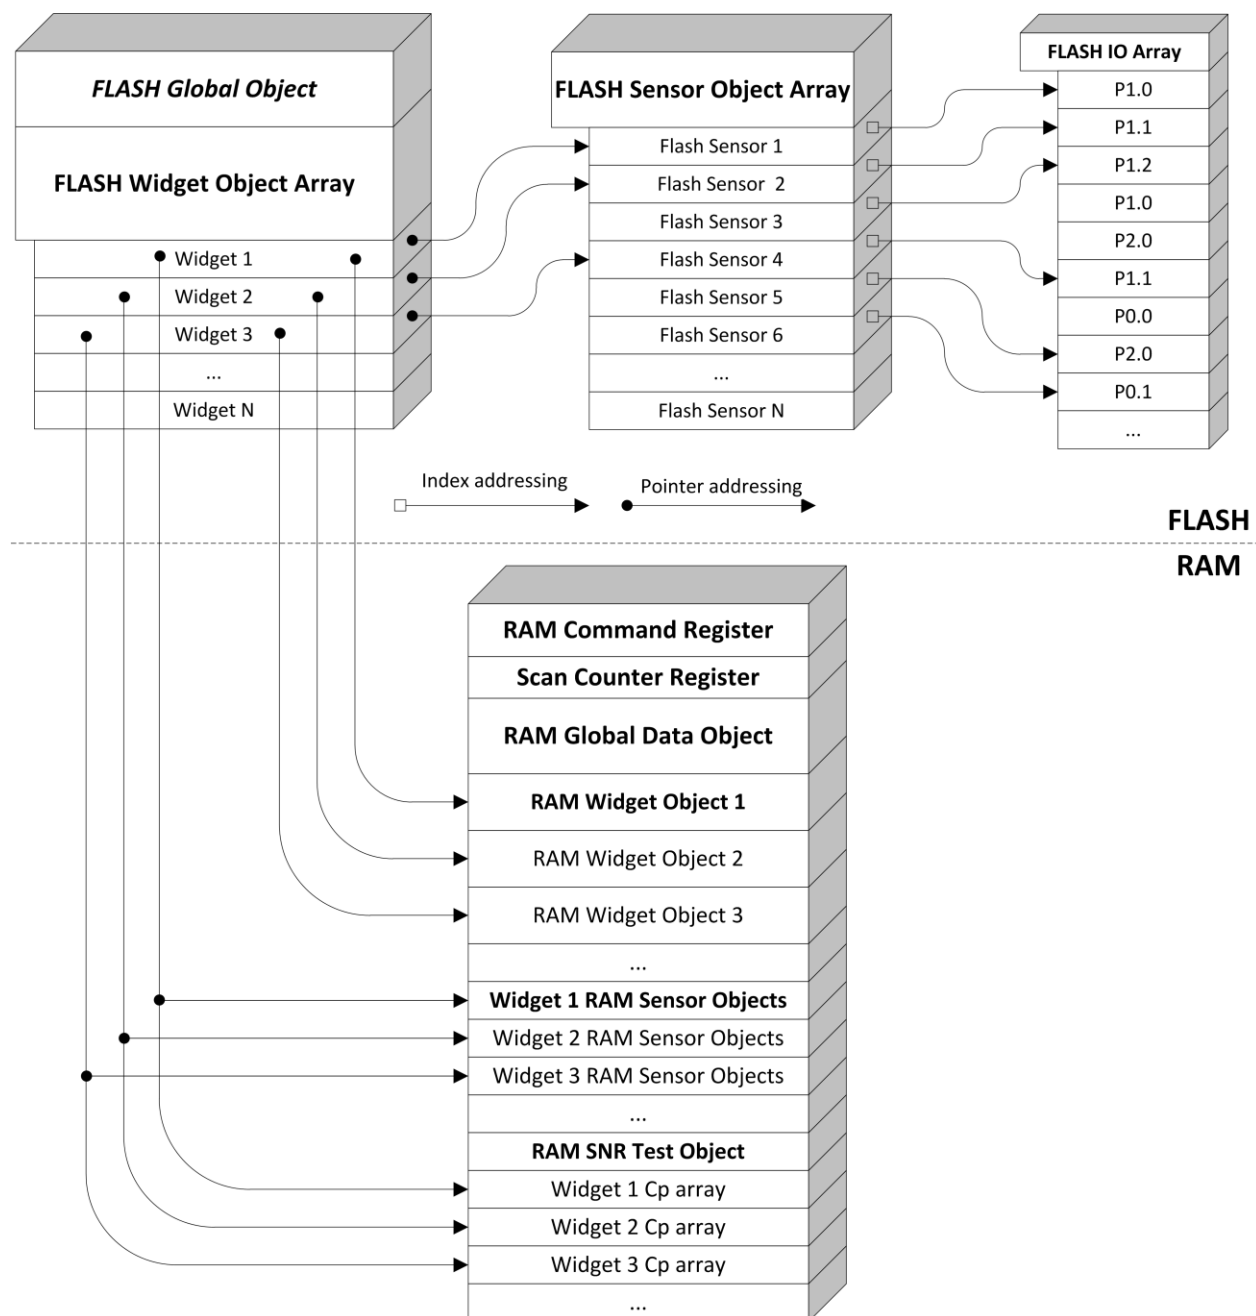 FLASH Global Object
FLASH Widget Object Array
Widget 1
Widget 2
Widget 3
...
Widget N
FLASH Sensor Object Array
Flash Sensor 1
Flash Sensor 2
Flash Sensor 3
Flash Sensor 4
Flash Sensor 5
Flash Sensor 6
...
Flash Sensor N
FLASH IO Array
P1.0
P1.1
P1.2
P1.0
P2.0
P1.1
P0.0
P2.0
P0.1
...
Index addressing
Pointer addressing
FLASH
RAM
RAM Command Register
Scan Counter Register
RAM Global Data Object
RAM Widget Object 1
RAM Widget Object 2
RAM Widget Object 3
...
Widget 1 RAM Sensor Objects
Widget 2 RAM Sensor Objects
Widget 3 RAM Sensor Objects
...
RAM SNR Test Object
Widget 1 Cp array
Widget 2 Cp array
Widget 3 Cp array
...